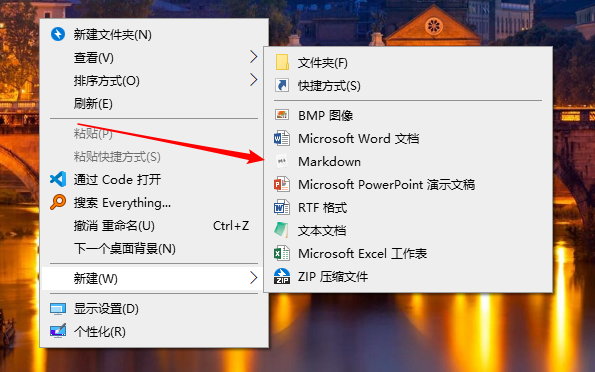 新建文件夹(N)
查看(V)
排序方式(O)
刷新(E)
粘贴(P)
粘贴快捷方式(S)
通过 Code 打开
搜索 Everything...
撤消 重命名(U) Ctrl+Z
下一个桌面背景(N)
新建(W)
显示设置(D)
个性化(R)
文件夹(F)
快捷方式(S)
BMP 图像
Microsoft Word 文档
Markdown
Microsoft PowerPoint 演示文稿
RTF 格式
文本文档
Microsoft Excel 工作表
ZIP 压缩文件